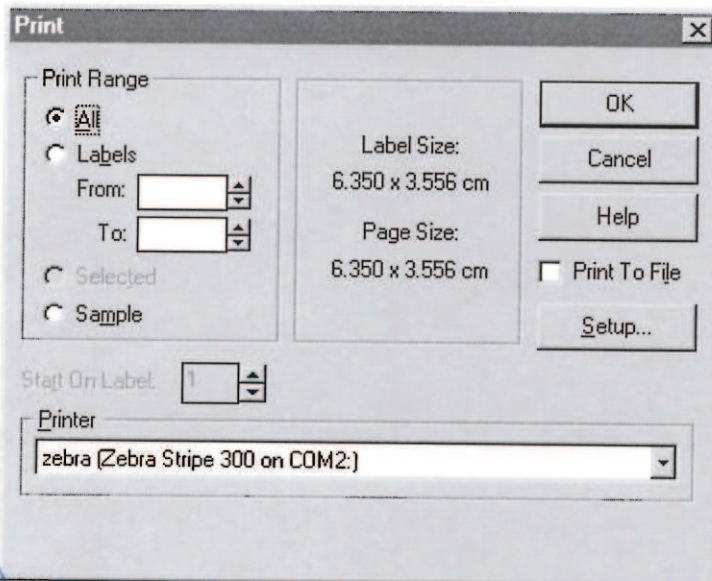 Print
Print Range
All
Labels
From:
To:
Selected
Sample
Label Size:
6.350 x 3.556 cm
Page Size:
6.350 x 3.556 cm
OK
Cancel
Help
Print To File
Setup...
Start On Label: 1
Printer
zebra (Zebra Stripe 300 on COM2:)